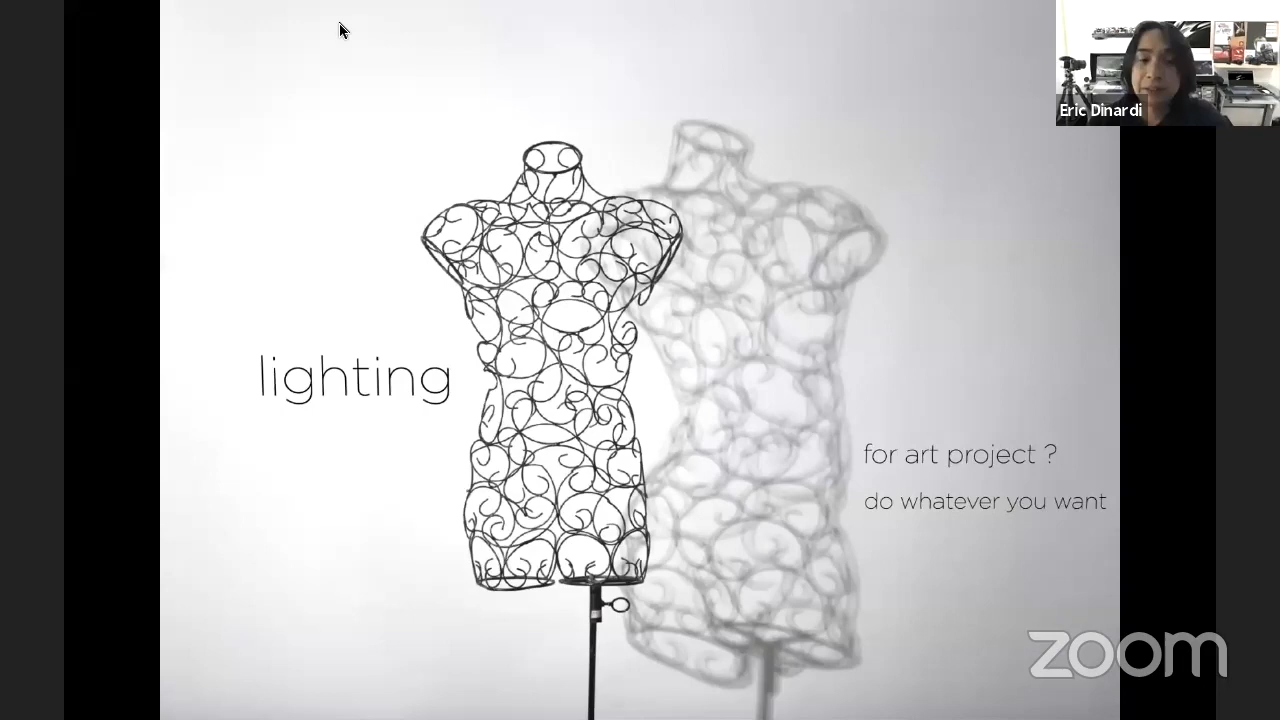 Eric Dinardi
lighting
for art project ?
do whatever you want
zoom